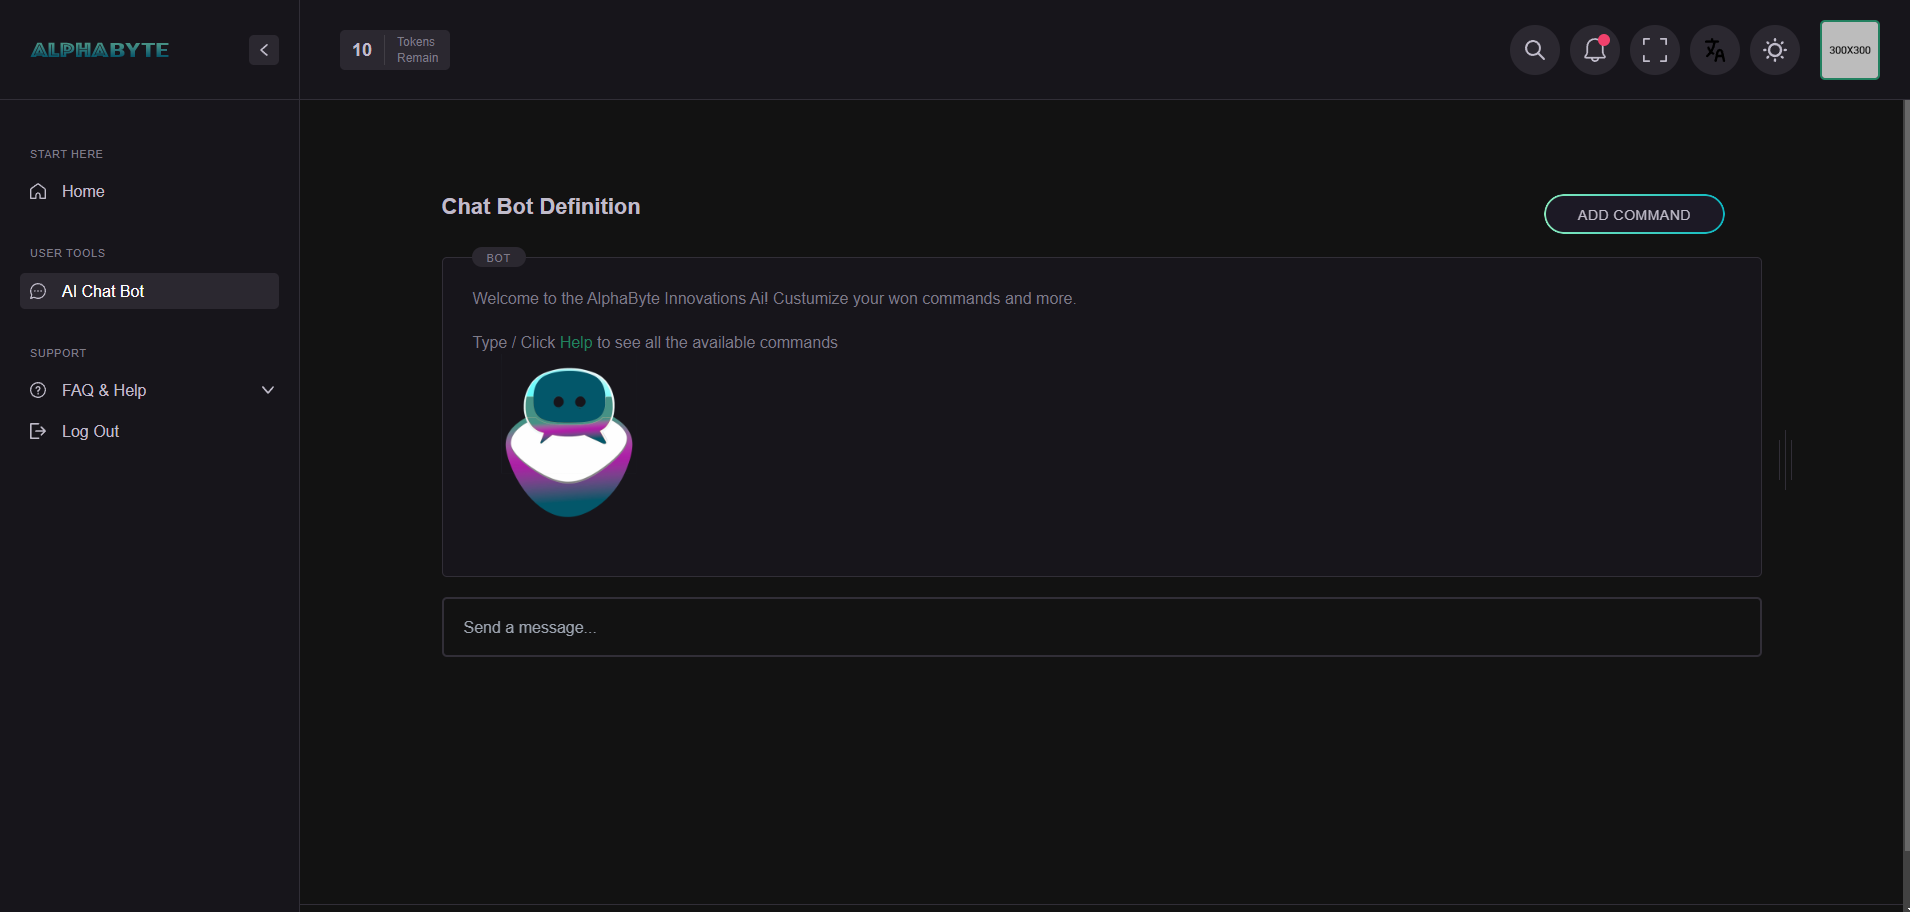 ALPHABYTE
10
Tokens
Remain
300X300
START HERE
Home
USER TOOLS
AI Chat Bot
SUPPORT
FAQ & Help
Log Out
Chat Bot Definition
ADD COMMAND
BOT
Welcome to the AlphaByte Innovations Ai! Custumize your won commands and more.
Type / Click Help to see all the available commands
Send a message...